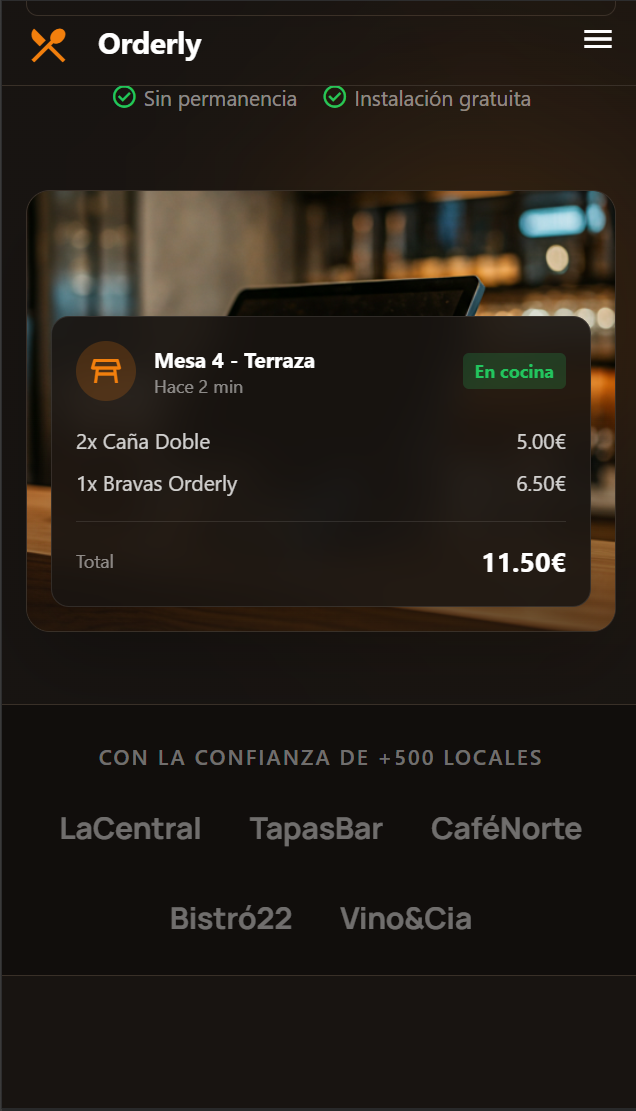 Orderly
Sin permanencia Instalación gratuita
Mesa 4 - Terraza
Hace 2 min
En cocina
2x Caña Doble 5.00€
1x Bravas Orderly 6.50€
Total 11.50€
CON LA CONFIANZA DE +500 LOCALES
LaCentral TapasBar CaféNorte
Bistró22 Vino&Cia